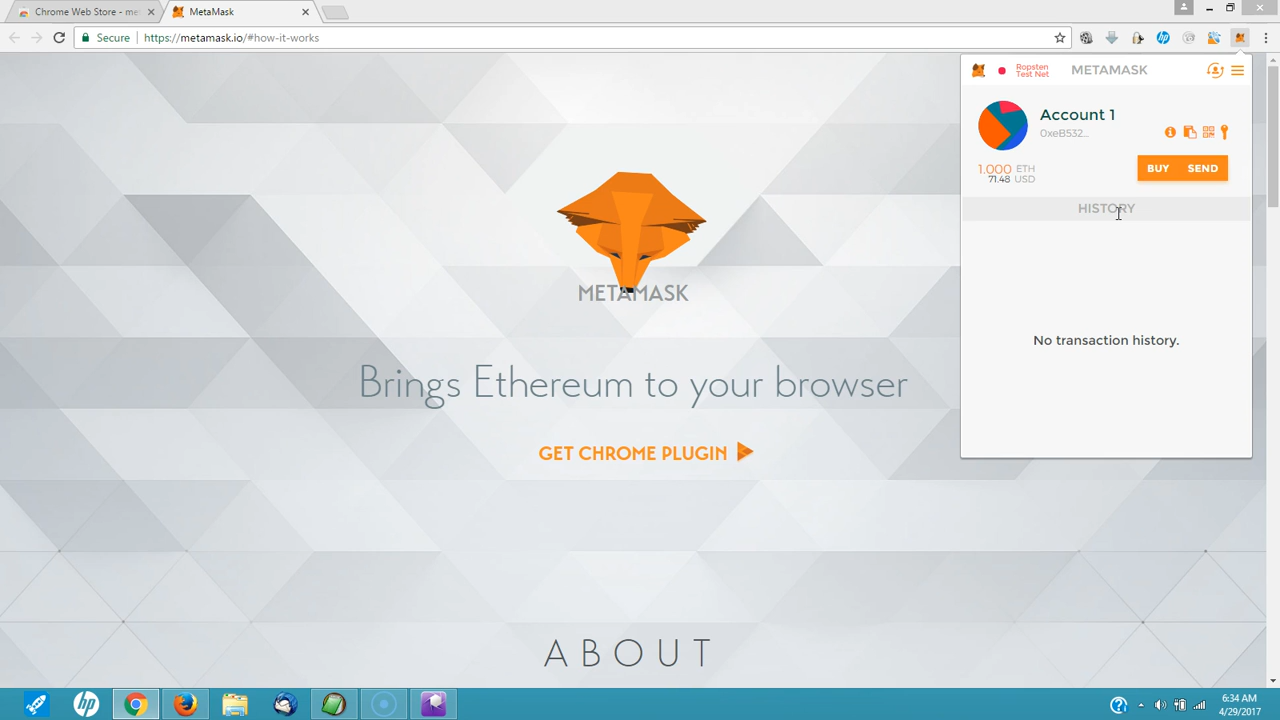 Chrome Web Store - me
MetaMask
Secure
https://metamask.io/#how-it-works
hp
Ropsten
Test Net
METAMASK
Account 1
0xeB532...
1.000 ETH
71.48 USD
BUY
SEND
HISTORY
No transaction history.
METAMASK
Brings Ethereum to your browser
GET CHROME PLUGIN
ABOUT
hp
6:34 AM
4/29/2017